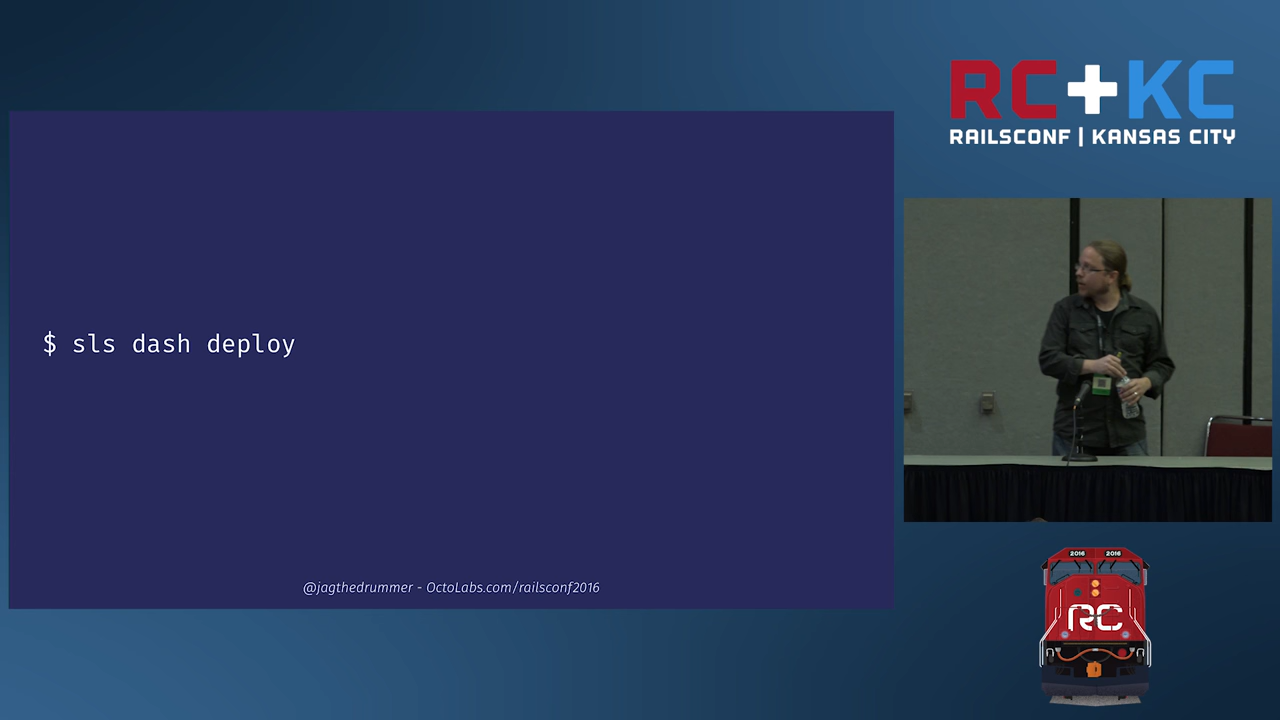 RC+KC
RAILSCONF | KANSAS CITY
$ sls dash deploy
@jagthedrummer - OctoLabs.com/railsconf2016
2016 2016
RC